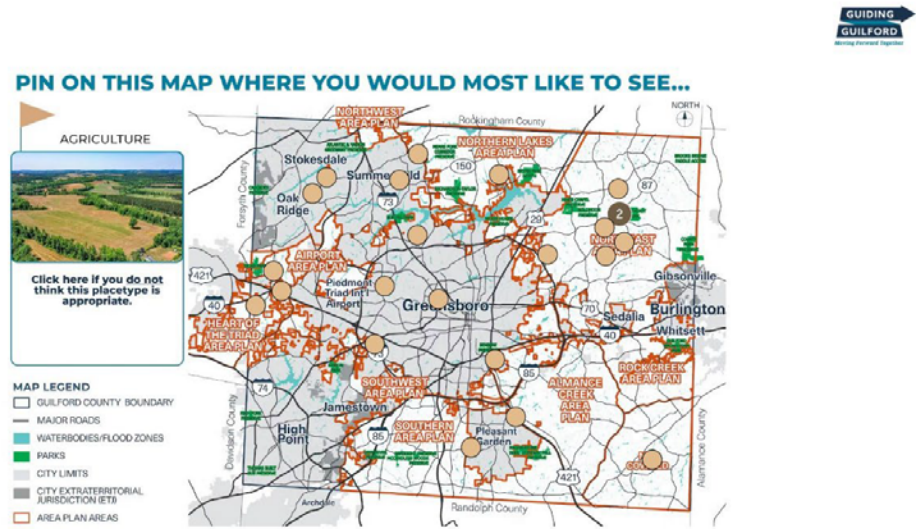 GUIDING
GUILFORD
Moving Forward Together
PIN ON THIS MAP WHERE YOU WOULD MOST LIKE TO SEE...
AGRICULTURE
Click here if you do not
think this placetype is
appropriate.
MAP LEGEND
GUILFORD COUNTY BOUNDARY
MAJOR ROADS
WATERBODIES/FLOOD ZONES
PARKS
CITY LIMITS
CITY EXTRATERRITORIAL
JURISDICTION (ETJ)
AREA PLAN AREAS
NORTH
Rockingham County
NORTHWEST
AREA PLAN
NORTHERN LAKES
AREA PLAN
Stokesdale
150
87
Oak
Ridge
73
29
2
Forsyth County
AIRPORT
AREA PLAN
421
Piedmont
Triad Int'l
Airport
Greensboro
Gibsonville
40
70
Sedalia
Burlington
Whitsett
40
HEART OF
THE TRIAD
AREA PLAN
85
ROCK CREEK
AREA PLAN
74
SOUTHWEST
AREA PLAN
ALMANCE
CREEK
AREA
PLAN
Jamestown
High
Point
85
SOUTHERN
AREA PLAN
Pleasant
Garden
421
Davidson County
Alamance County
Archdale
Randolph County